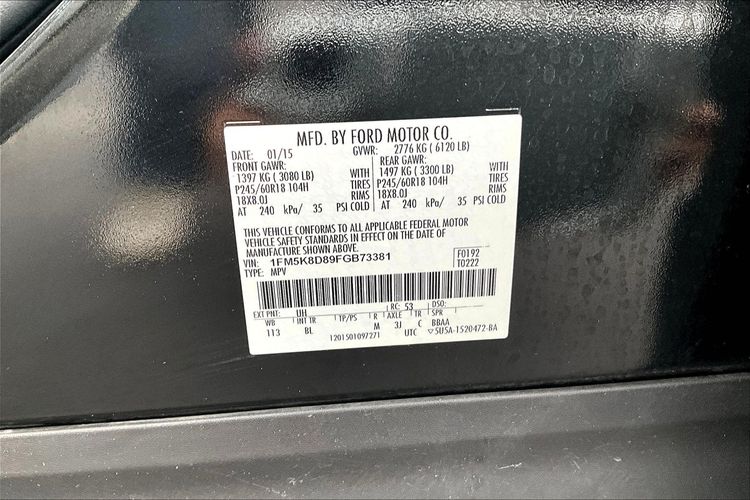 MFD. BY FORD MOTOR CO.
DATE: 01/15 GVWR: 2776 KG ( 6120 LB)
FRONT GAWR: REAR GAWR:
1397 KG ( 3080 LB) WITH 1497 KG ( 3300 LB) WITH
P245/60R18 104H TIRES P245/60R18 104H TIRES
18X8.0J RIMS 18X8.0J RIMS
AT 240 kPa/ 35 PSI COLD AT 240 kPa/ 35 PSI COLD
THIS VEHICLE CONFORMS TO ALL APPLICABLE FEDERAL MOTOR
VEHICLE SAFETY STANDARDS IN EFFECT ON THE DATE OF
MANUFACTURE SHOWN ABOVE.
VIN: 1FM5K8D89FGB73381 F0192
TYPE: MPV T0222
EXT PNT: UH RC: 53 DSO:
WB INT TR TP/PS R AXLE TR SPR
113 BL M 3J C BBAA
1201501097271 UTC ▽5U5A-1520472-BA